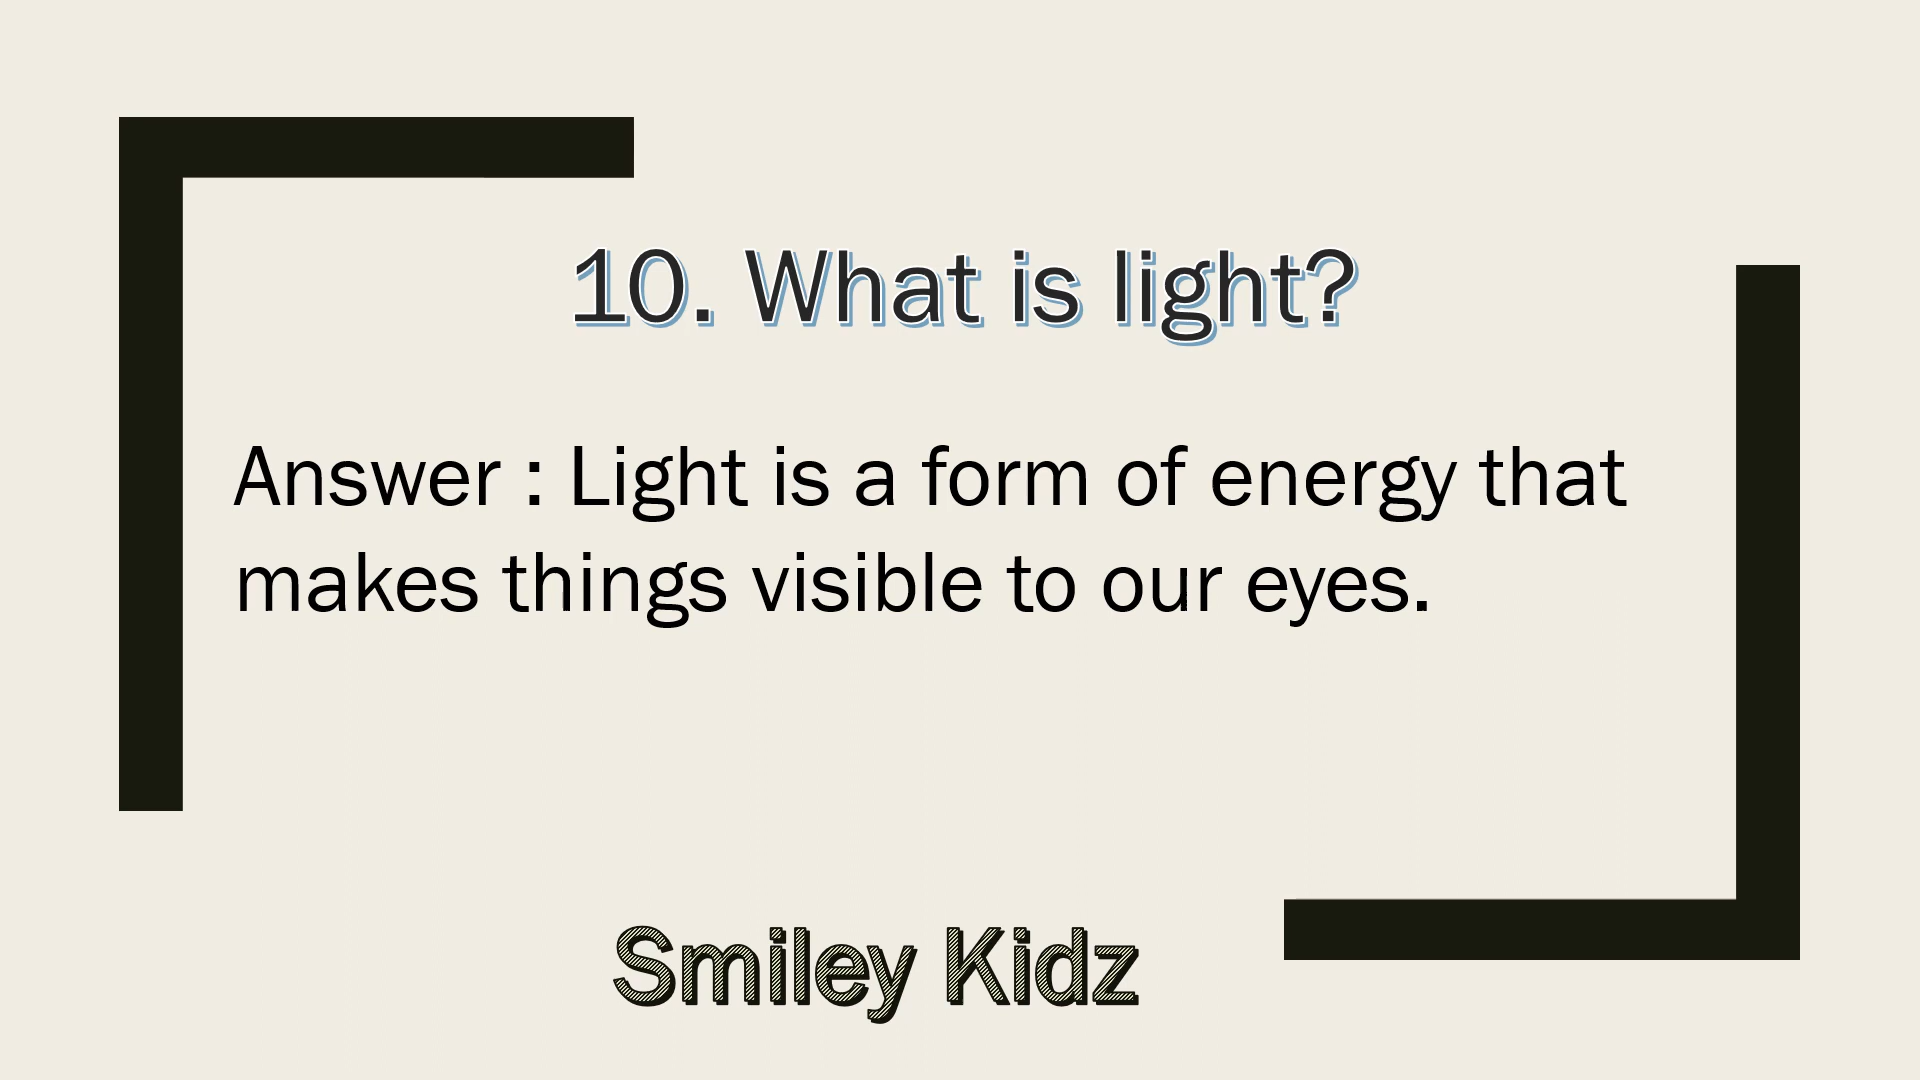 10. What is light?
Answer : Light is a form of energy that
makes things visible to our eyes.
Smiley Kidz